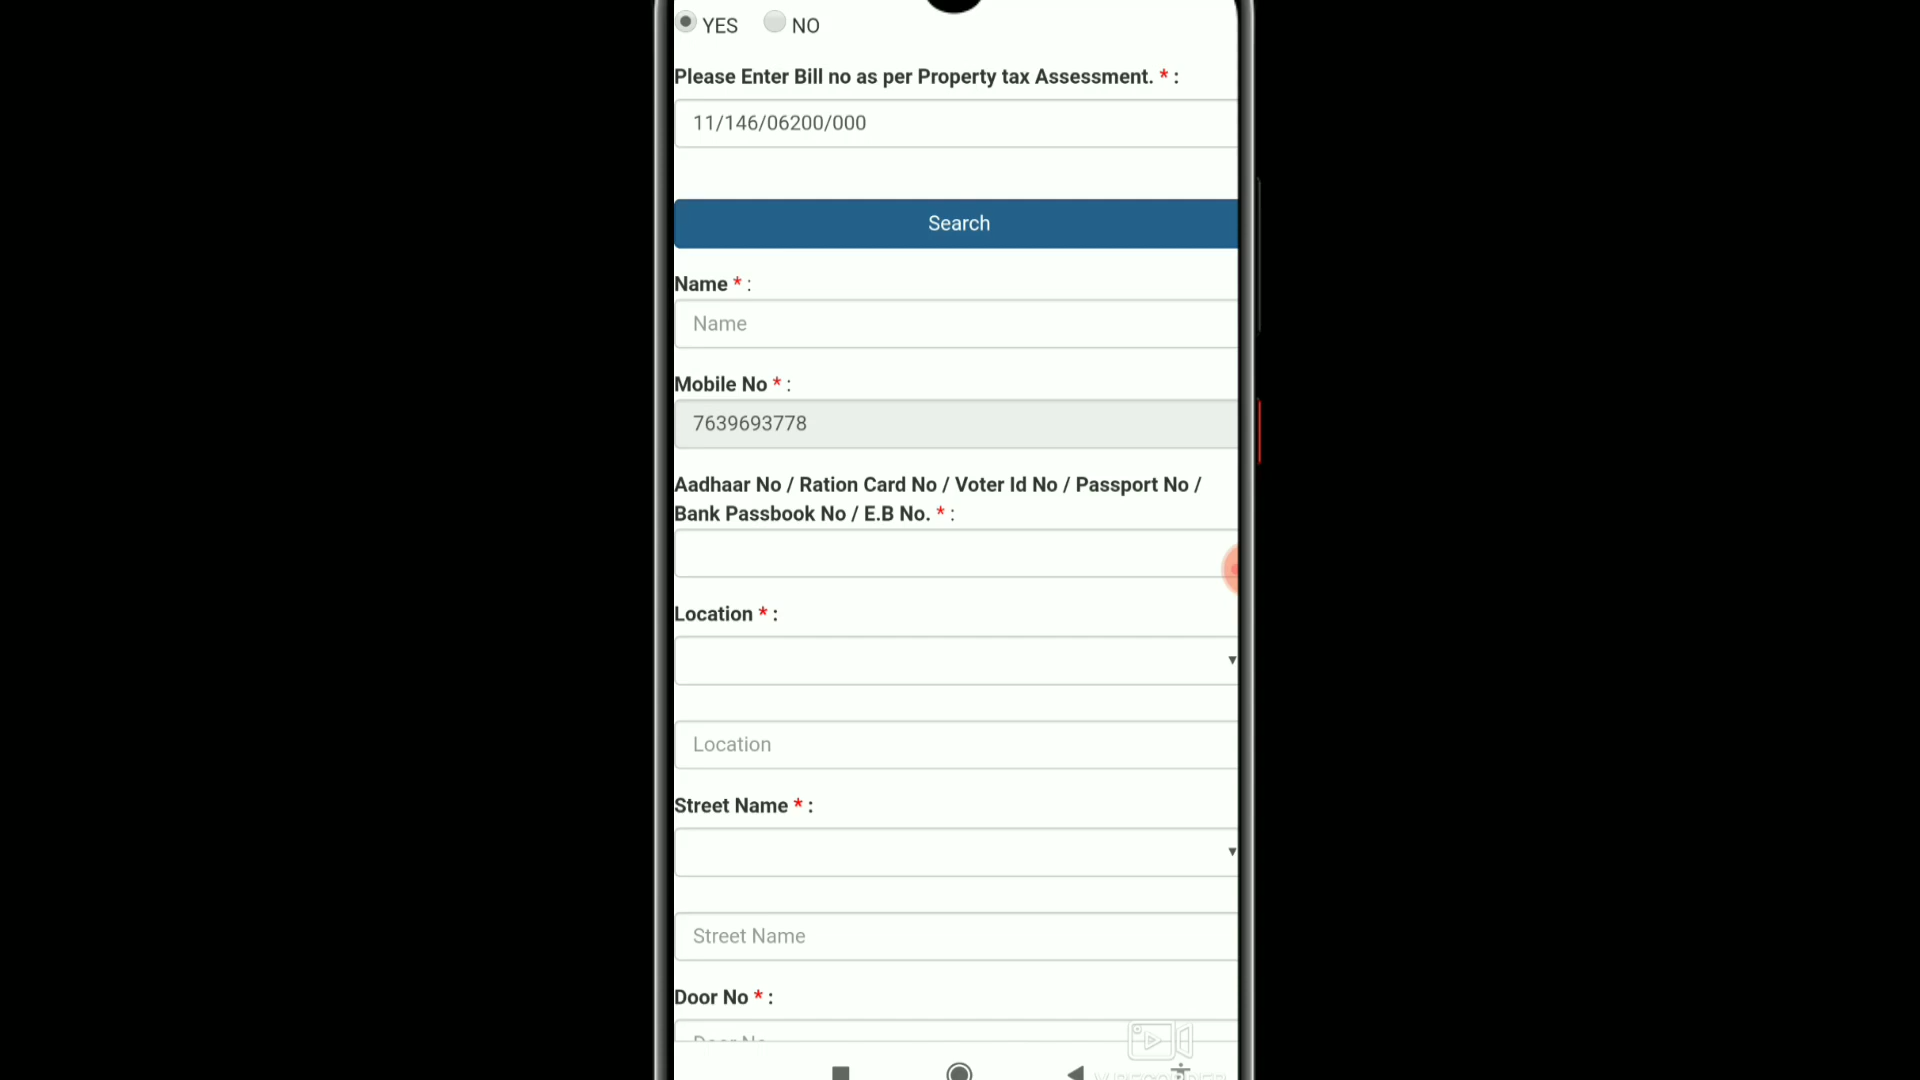 YES NO
Please Enter Bill no as per Property tax Assessment. * :
11/146/06200/000
Search
Name * :
Name
Mobile No * :
7639693778
Aadhaar No / Ration Card No / Voter Id No / Passport No /
Bank Passbook No / E.B No. * :
Location * :
Location
Street Name * :
Street Name
Door No * :